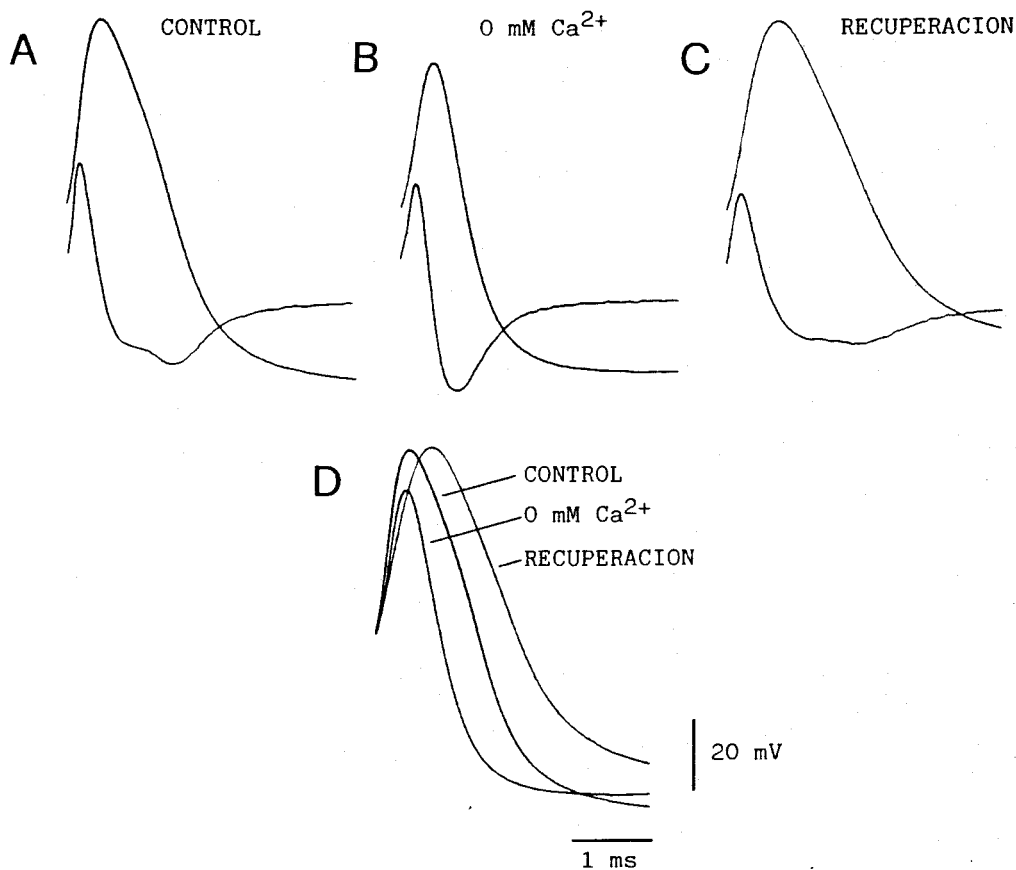 A CONTROL
B 0 mM Ca2+
C RECUPERACION
D
CONTROL
0 mM Ca2+
RECUPERACION
20 mV
1 ms